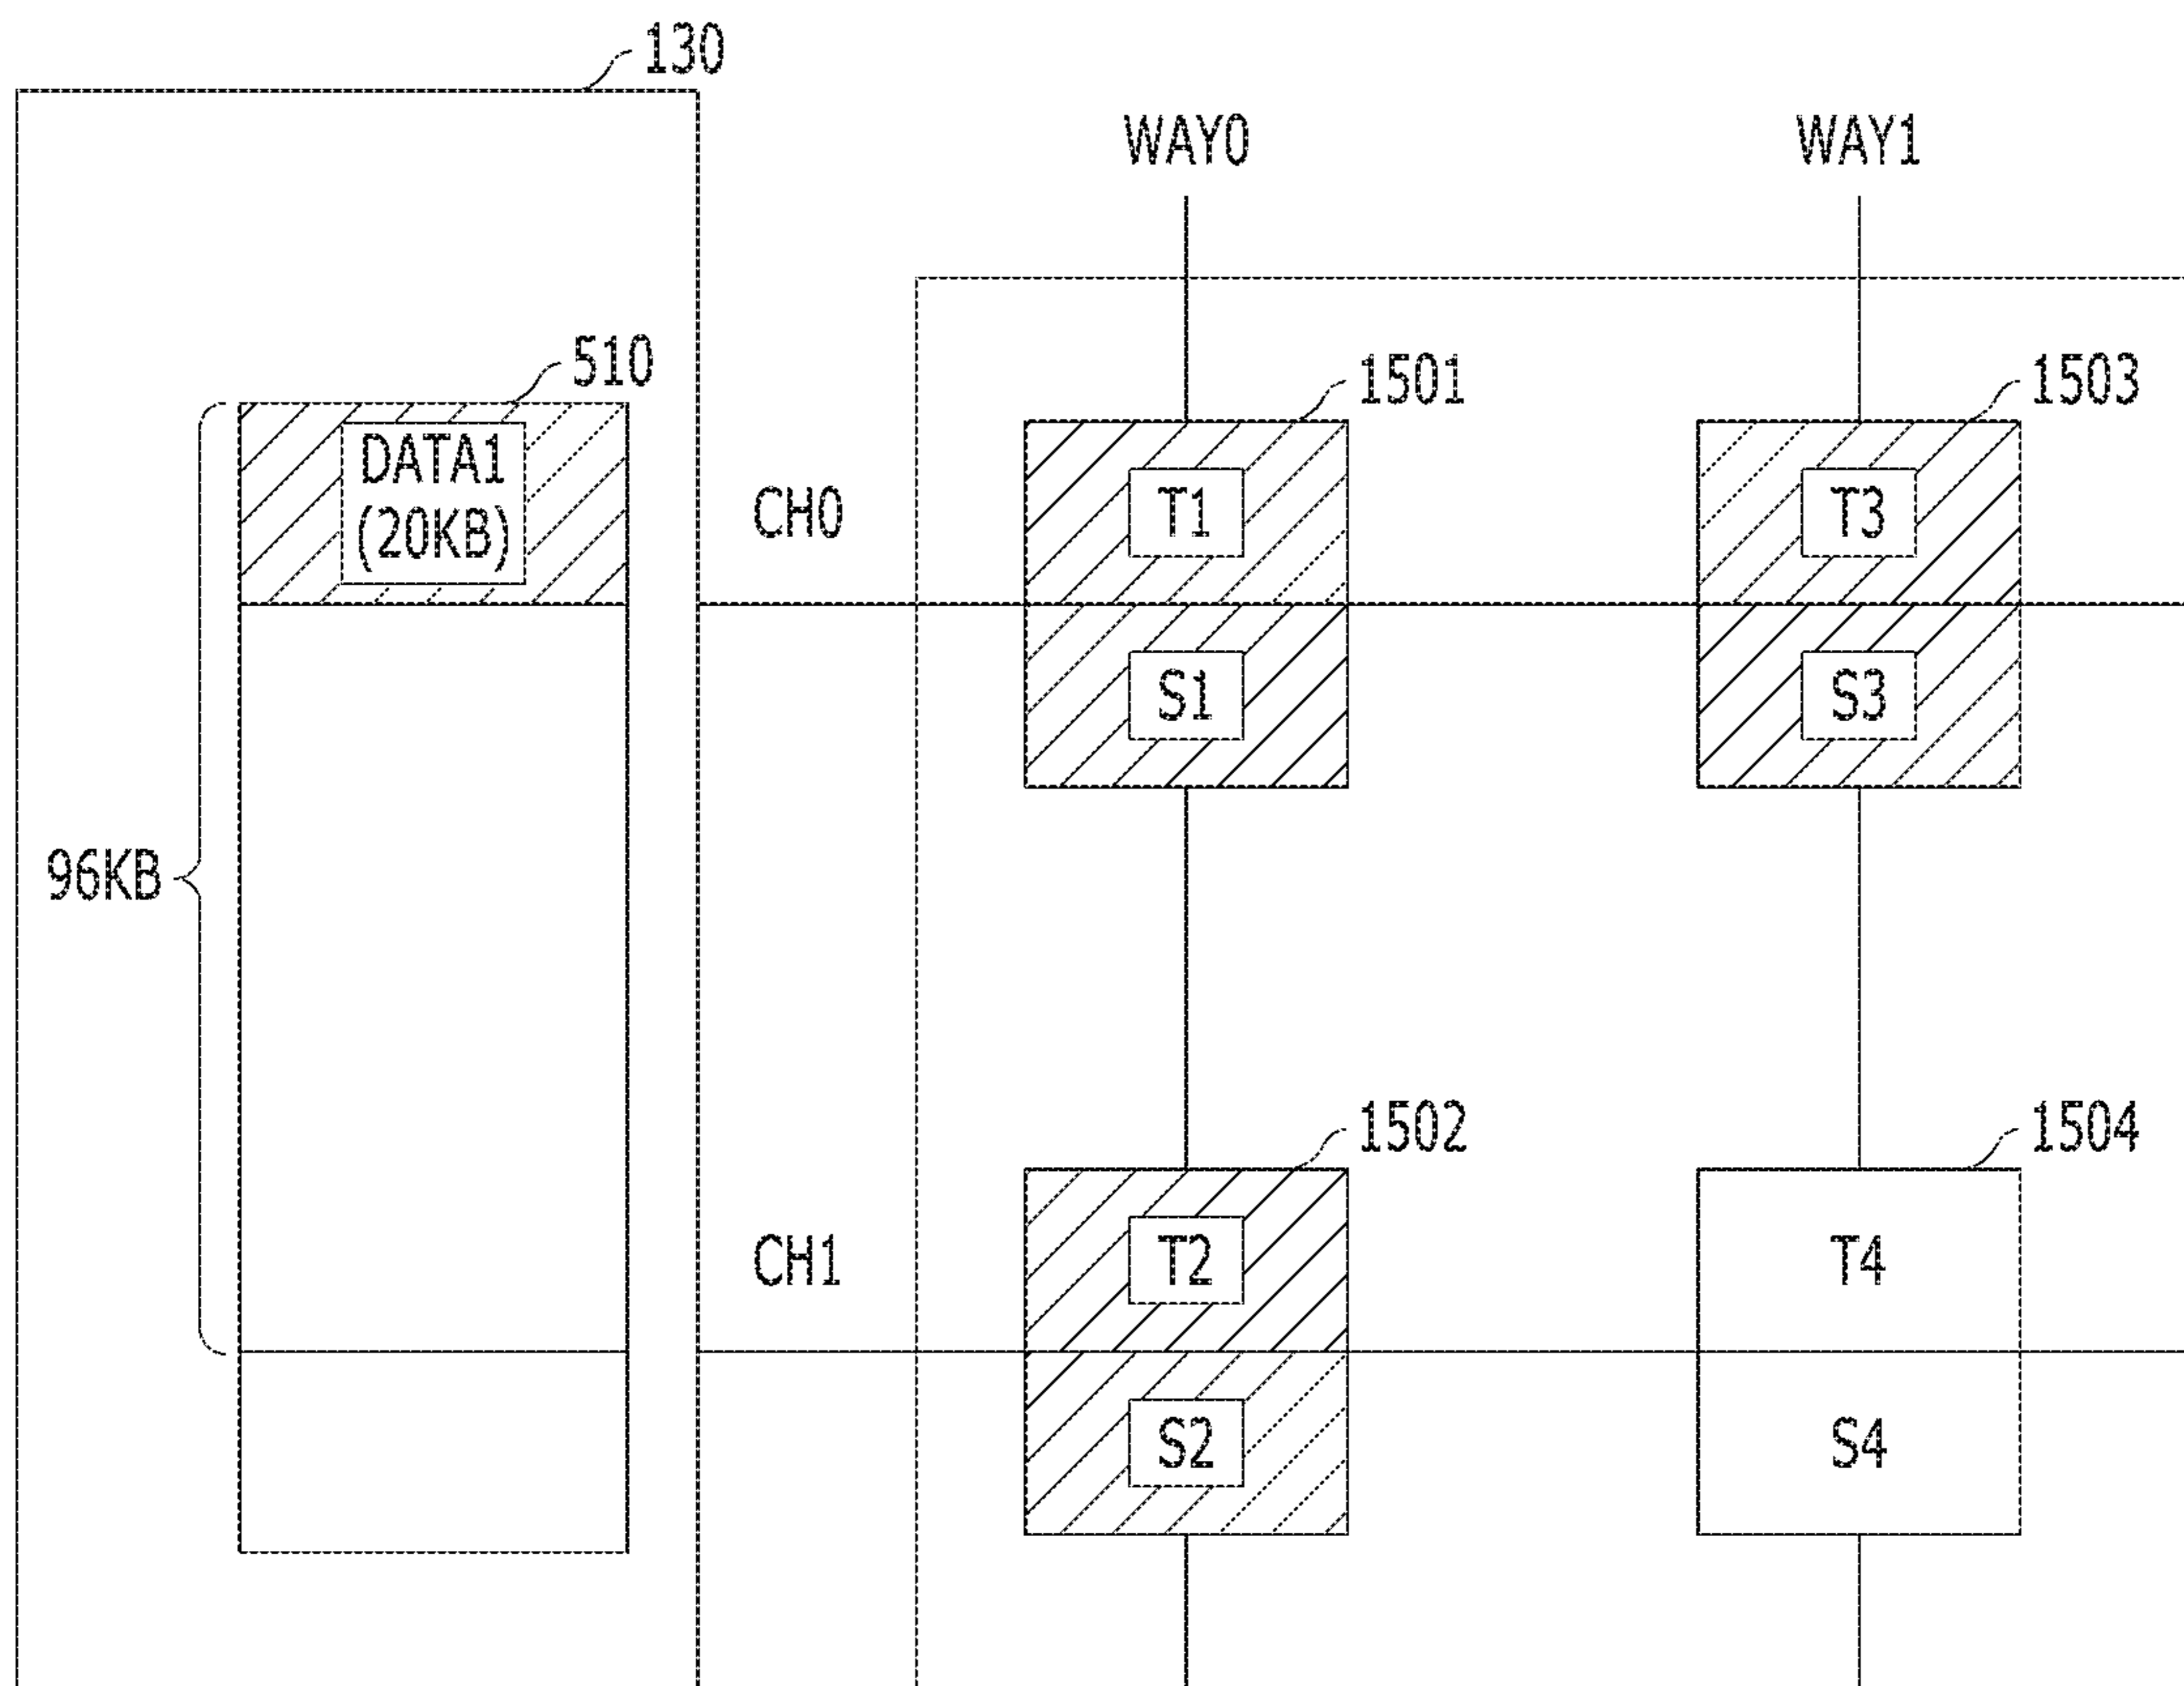 130
WAY0
WAY1
510
1501
1503
DATA1
(20KB)
CH0
T1
T3
S1
S3
96KB
1502
1504
CH1
T2
T4
S2
S4